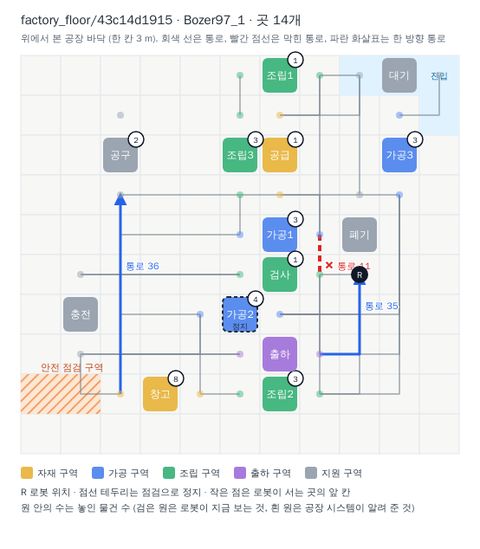 factory_floor/43c14d1915 · Bozer97_1 · 곳 14개
위에서 본 공장 바닥 (한 칸 3 m). 회색 선은 통로, 빨간 점선은 막힌 통로, 파란 화살표는 한 방향 통로
조립1 1
대기
진입
공구 2
조립3 3
공급 1
가공3 3
가공1 3
폐기
통로 36
검사 1
× 통로 11
R
충전
가공2 4
정지
통로 35
출하
안전 점검 구역
창고 8
조립2 3
자재 구역 가공 구역 조립 구역 출하 구역 지원 구역
R 로봇 위치 · 점선 테두리는 점검으로 정지 · 작은 점은 로봇이 서는 곳의 앞 칸
원 안의 수는 놓인 물건 수 (검은 원은 로봇이 지금 보는 것, 흰 원은 공장 시스템이 알려 준 것)